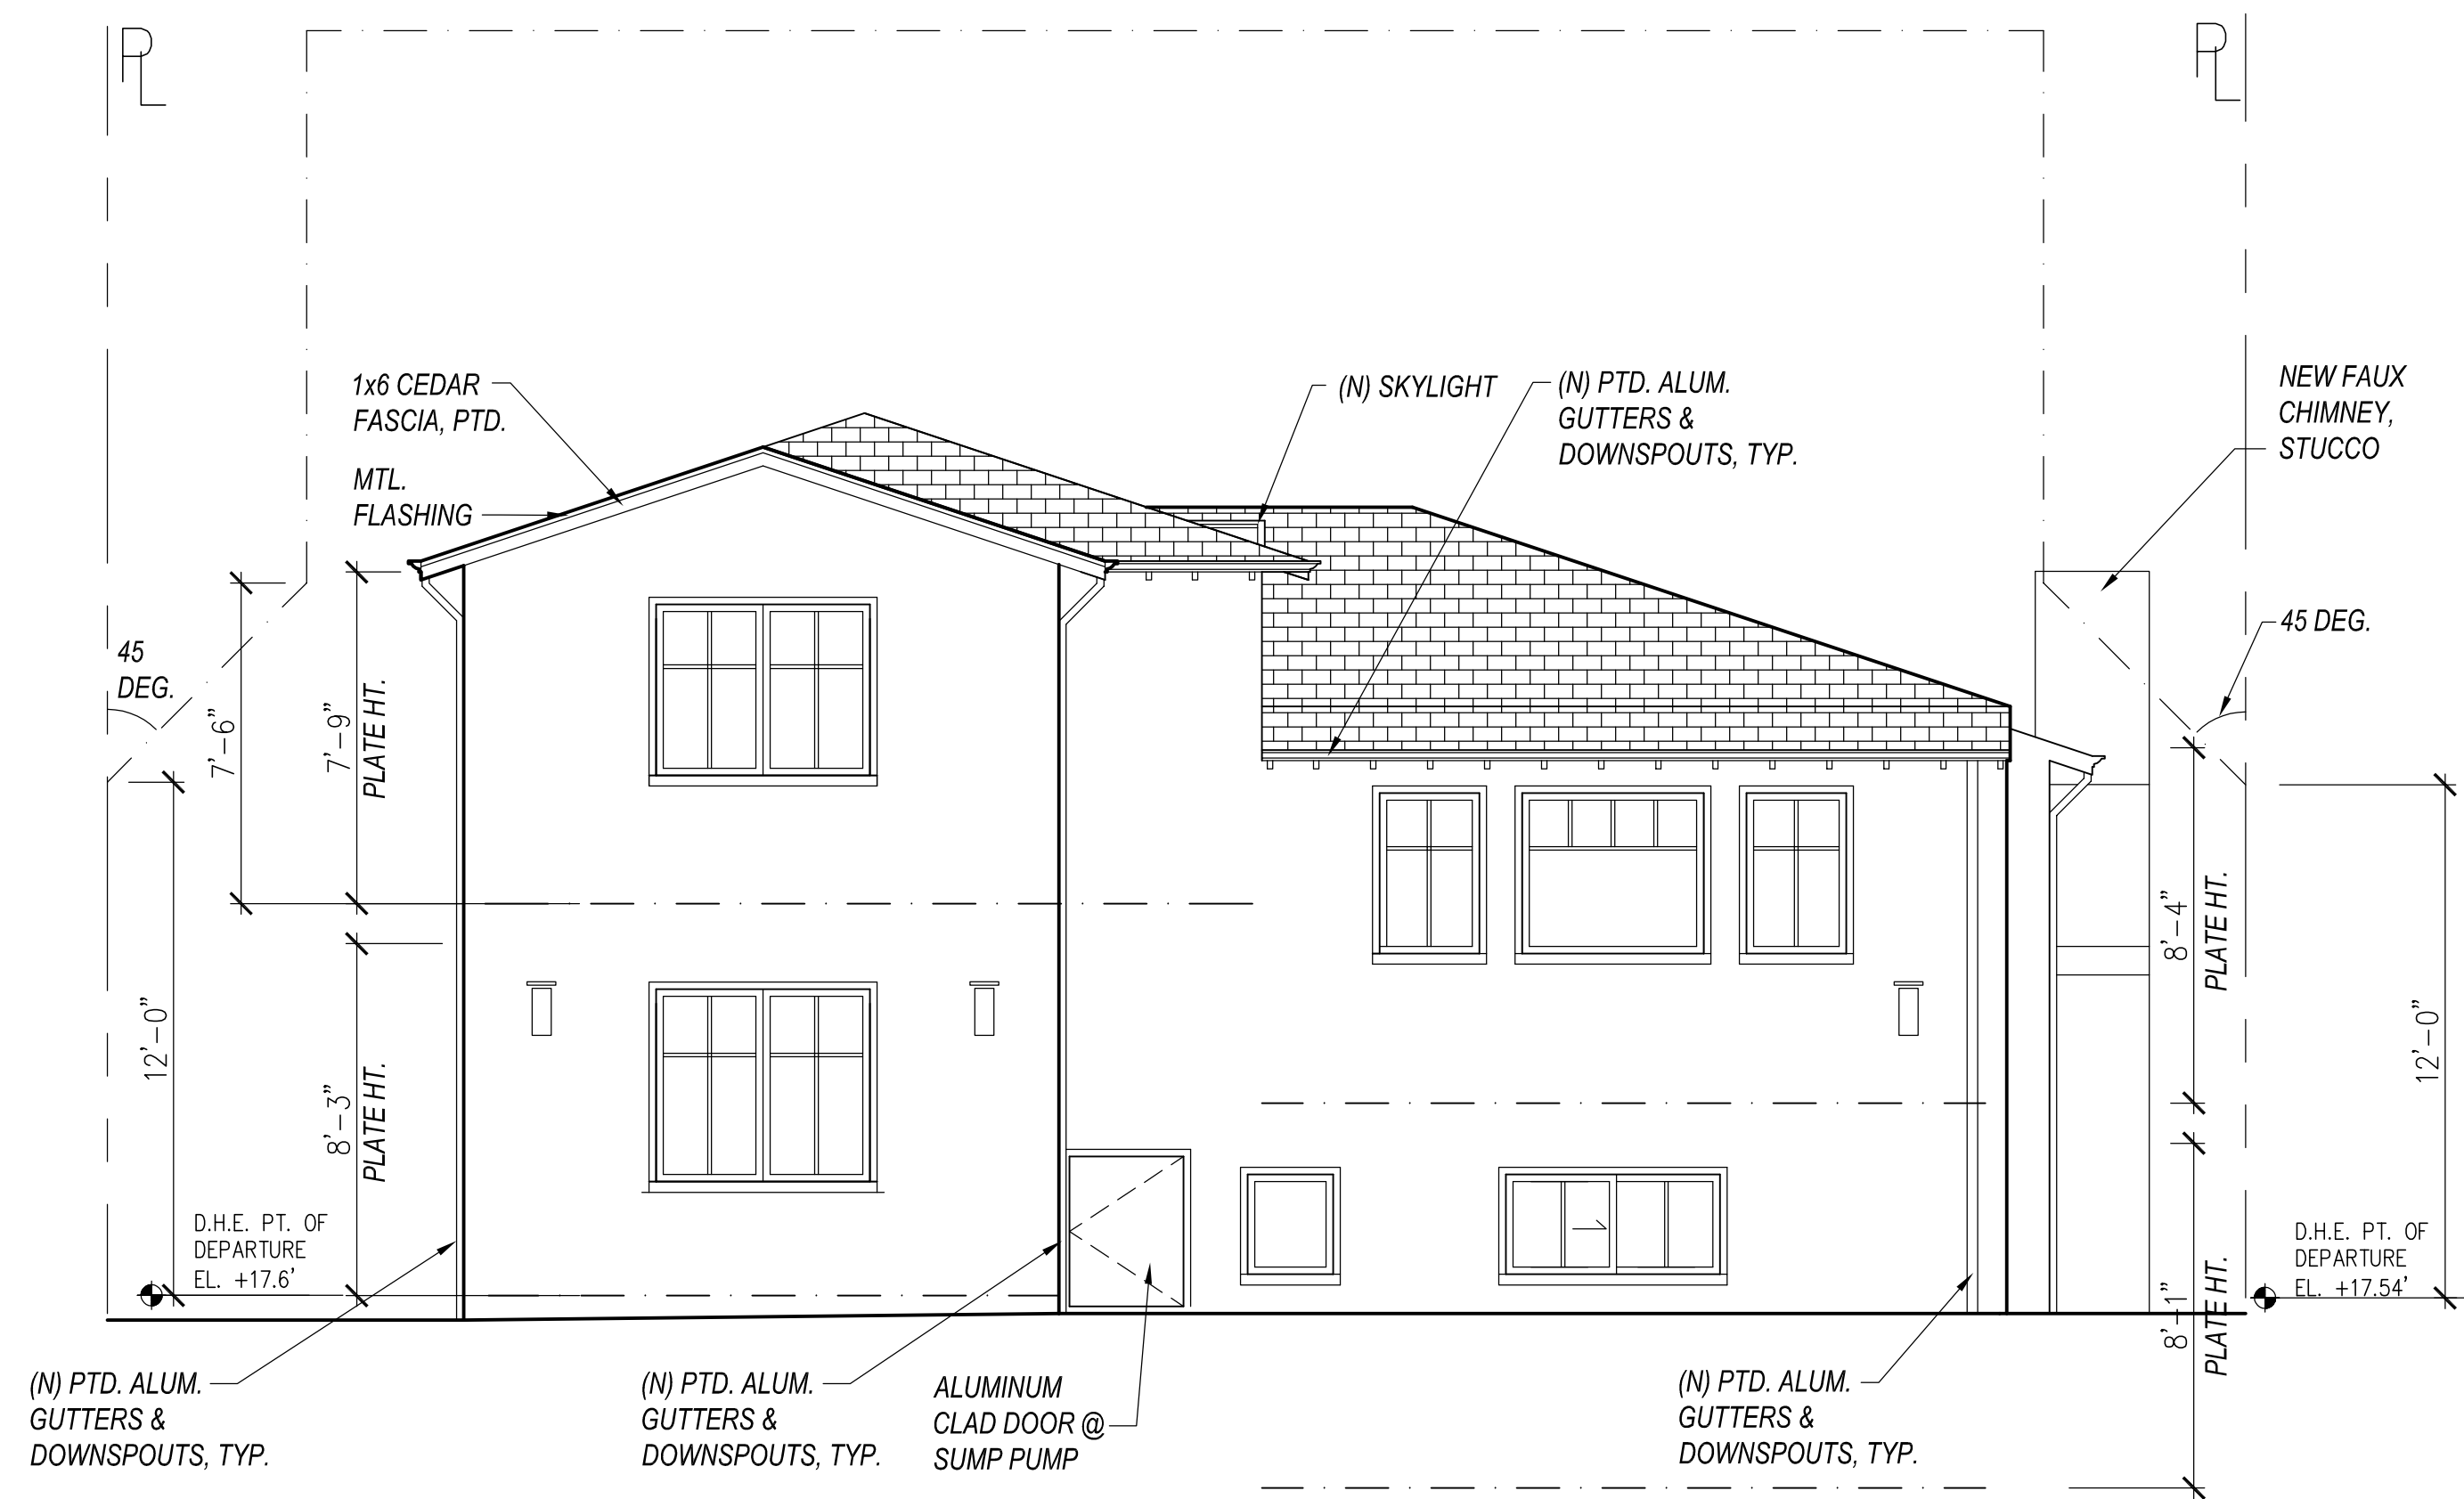 PL
PL
1x6 CEDAR
FASCIA, PTD.
MTL.
FLASHING
(N) SKYLIGHT
(N) PTD. ALUM.
GUTTERS &
DOWNSPOUTS, TYP.
NEW FAUX
CHIMNEY,
STUCCO
45
DEG.
45 DEG.
7'-6"
7'-9"
PLATE HT.
12'-0"
8'-3"
PLATE HT.
8'-4"
PLATE HT.
12'-0"
8'-1"
PLATE HT.
D.H.E. PT. OF
DEPARTURE
EL. +17.6'
D.H.E. PT. OF
DEPARTURE
EL. +17.54'
(N) PTD. ALUM.
GUTTERS &
DOWNSPOUTS, TYP.
(N) PTD. ALUM.
GUTTERS &
DOWNSPOUTS, TYP.
ALUMINUM
CLAD DOOR @
SUMP PUMP
(N) PTD. ALUM.
GUTTERS &
DOWNSPOUTS, TYP.